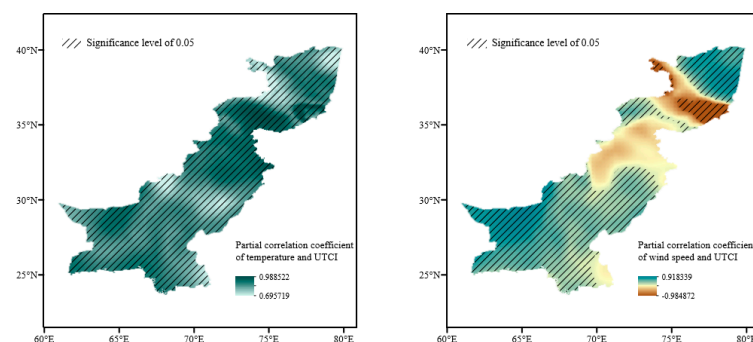 40°N
35°N
30°N
25°N
60°E
65°E
70°E
75°E
80°E
Significance level of 0.05
Partial correlation coefficient
of temperature and UTCI
0.988522
0.695719
40°N
35°N
30°N
25°N
60°E
65°E
70°E
75°E
80°E
Significance level of 0.05
Partial correlation coefficien
of wind speed and UTCI
0.918339
-0.984872